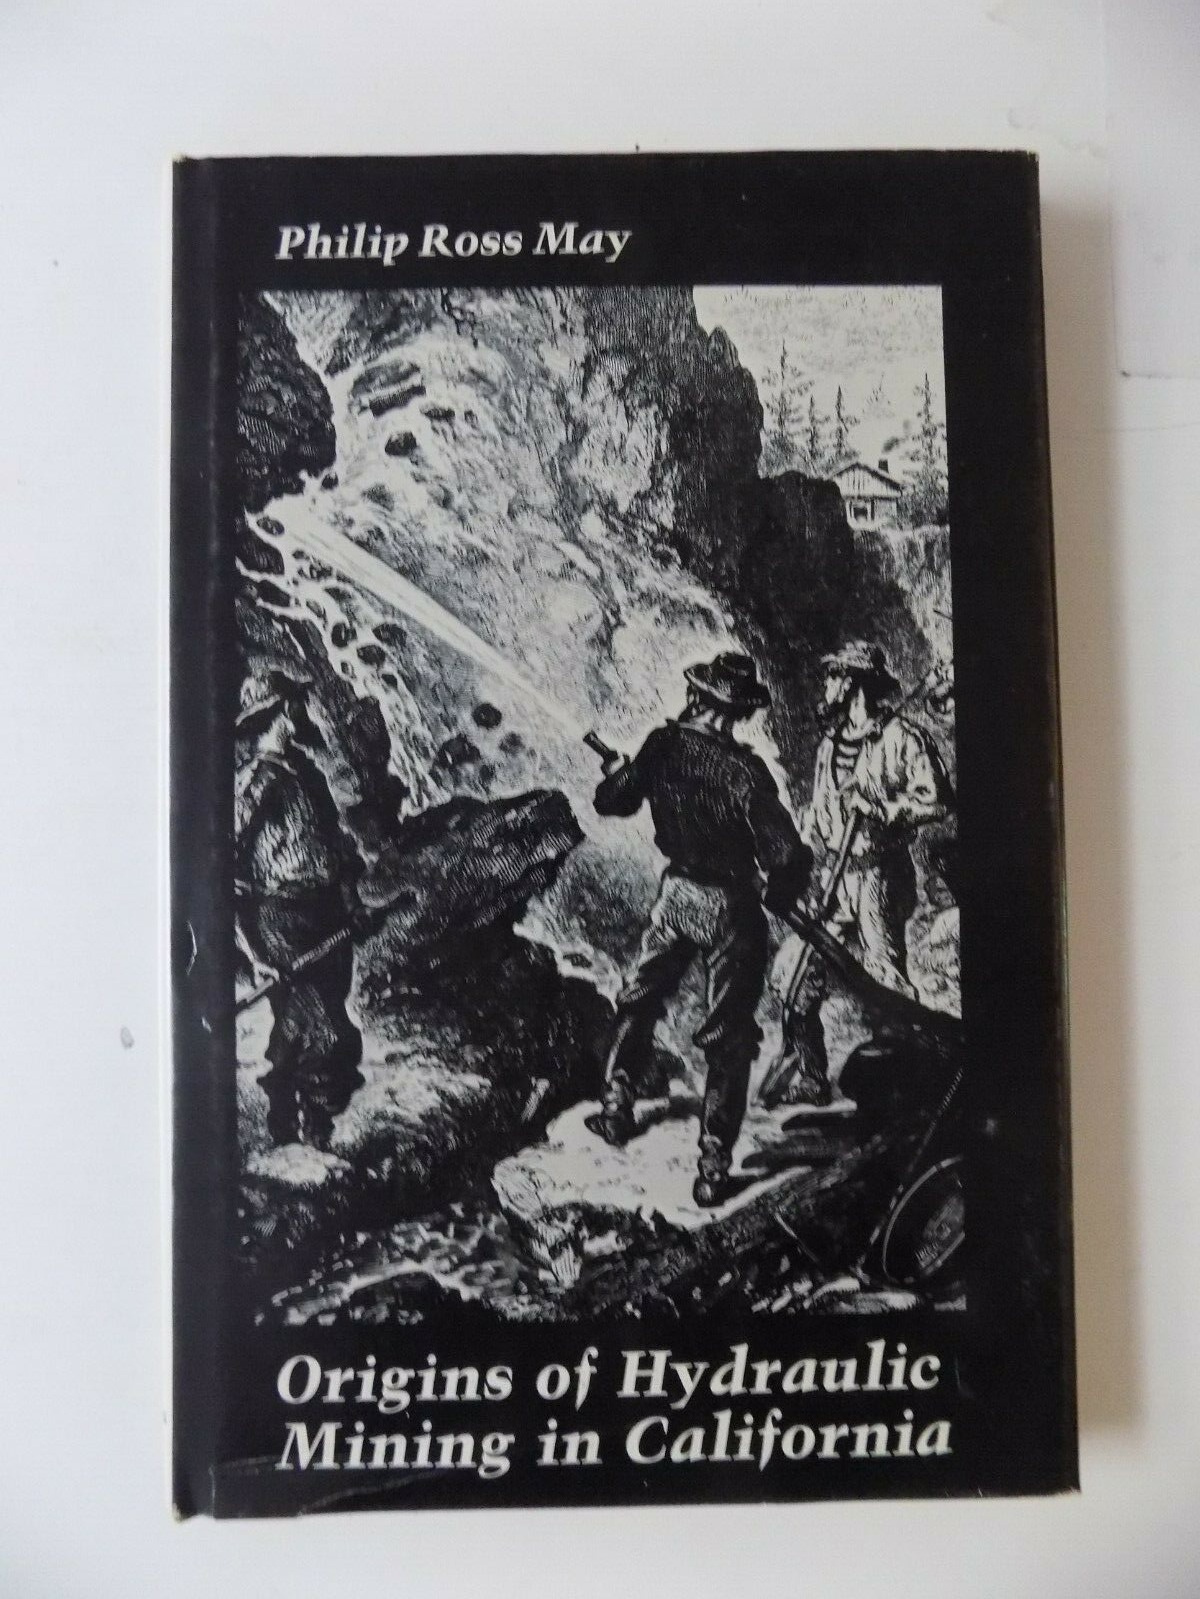 Philip Ross May
Origins of Hydraulic
Mining in California